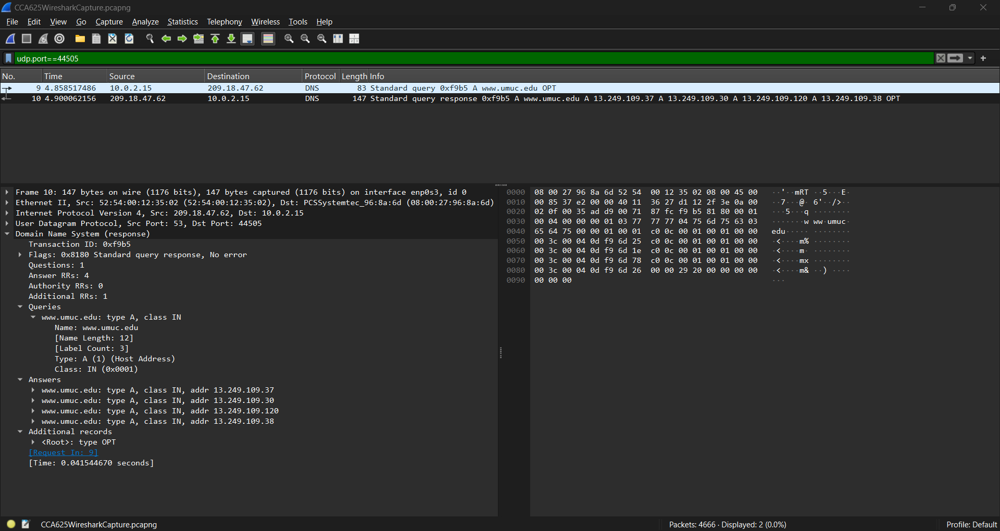 CCA625WiresharkCapture.pcapng
File Edit View Go Capture Analyze Statistics Telephony Wireless Tools Help
udp.port==44505
No. Time Source Destination Protocol Length Info
9 4.858517486 10.0.2.15 209.18.47.62 DNS 83 Standard query 0xf9b5 A www.umuc.edu OPT
10 4.900062156 209.18.47.62 10.0.2.15 DNS 147 Standard query response 0xf9b5 A www.umuc.edu A 13.249.109.37 A 13.249.109.30 A 13.249.109.120 A 13.249.109.38 OPT
Frame 10: 147 bytes on wire (1176 bits), 147 bytes captured (1176 bits) on interface enp0s3, id 0
Ethernet II, Src: 52:54:00:12:35:02 (52:54:00:12:35:02), Dst: PCSSystemtec_96:8a:6d (08:00:27:96:8a:6d)
Internet Protocol Version 4, Src: 209.18.47.62, Dst: 10.0.2.15
User Datagram Protocol, Src Port: 53, Dst Port: 44505
Domain Name System (response)
Transaction ID: 0xf9b5
Flags: 0x8180 Standard query response, No error
Questions: 1
Answer RRs: 4
Authority RRs: 0
Additional RRs: 1
Queries
www.umuc.edu: type A, class IN
Name: www.umuc.edu
[Name Length: 12]
[Label Count: 3]
Type: A (1) (Host Address)
Class: IN (0x0001)
Answers
www.umuc.edu: type A, class IN, addr 13.249.109.37
www.umuc.edu: type A, class IN, addr 13.249.109.30
www.umuc.edu: type A, class IN, addr 13.249.109.120
www.umuc.edu: type A, class IN, addr 13.249.109.38
Additional records
<Root>: type OPT
[Request In: 9]
[Time: 0.041544670 seconds]
0000 08 00 27 96 8a 6d 52 54 00 12 35 02 08 00 45 00 ··'··mRT ··5···E·
0010 00 85 37 e2 00 00 40 11 36 27 d1 12 2f 3e 0a 00 ··7···@· 6'··/>··
0020 02 0f 00 35 ad d9 00 71 87 fc f9 b5 81 80 00 01 ···5···q ········
0030 00 04 00 00 00 01 03 77 77 77 04 75 6d 75 63 03 ·······w ww·umuc·
0040 65 64 75 00 00 01 00 01 c0 0c 00 01 00 01 00 00 edu····· ········
0050 00 3c 00 04 0d f9 6d 25 c0 0c 00 01 00 01 00 00 ·<····m% ········
0060 00 3c 00 04 0d f9 6d 1e c0 0c 00 01 00 01 00 00 ·<····m· ········
0070 00 3c 00 04 0d f9 6d 78 c0 0c 00 01 00 01 00 00 ·<····mx ········
0080 00 3c 00 04 0d f9 6d 26 00 00 29 20 00 00 00 00 ·<····m& ··) ····
0090 00 00 00 ···
CCA625WiresharkCapture.pcapng
Packets: 4666 · Displayed: 2 (0.0%)
Profile: Default